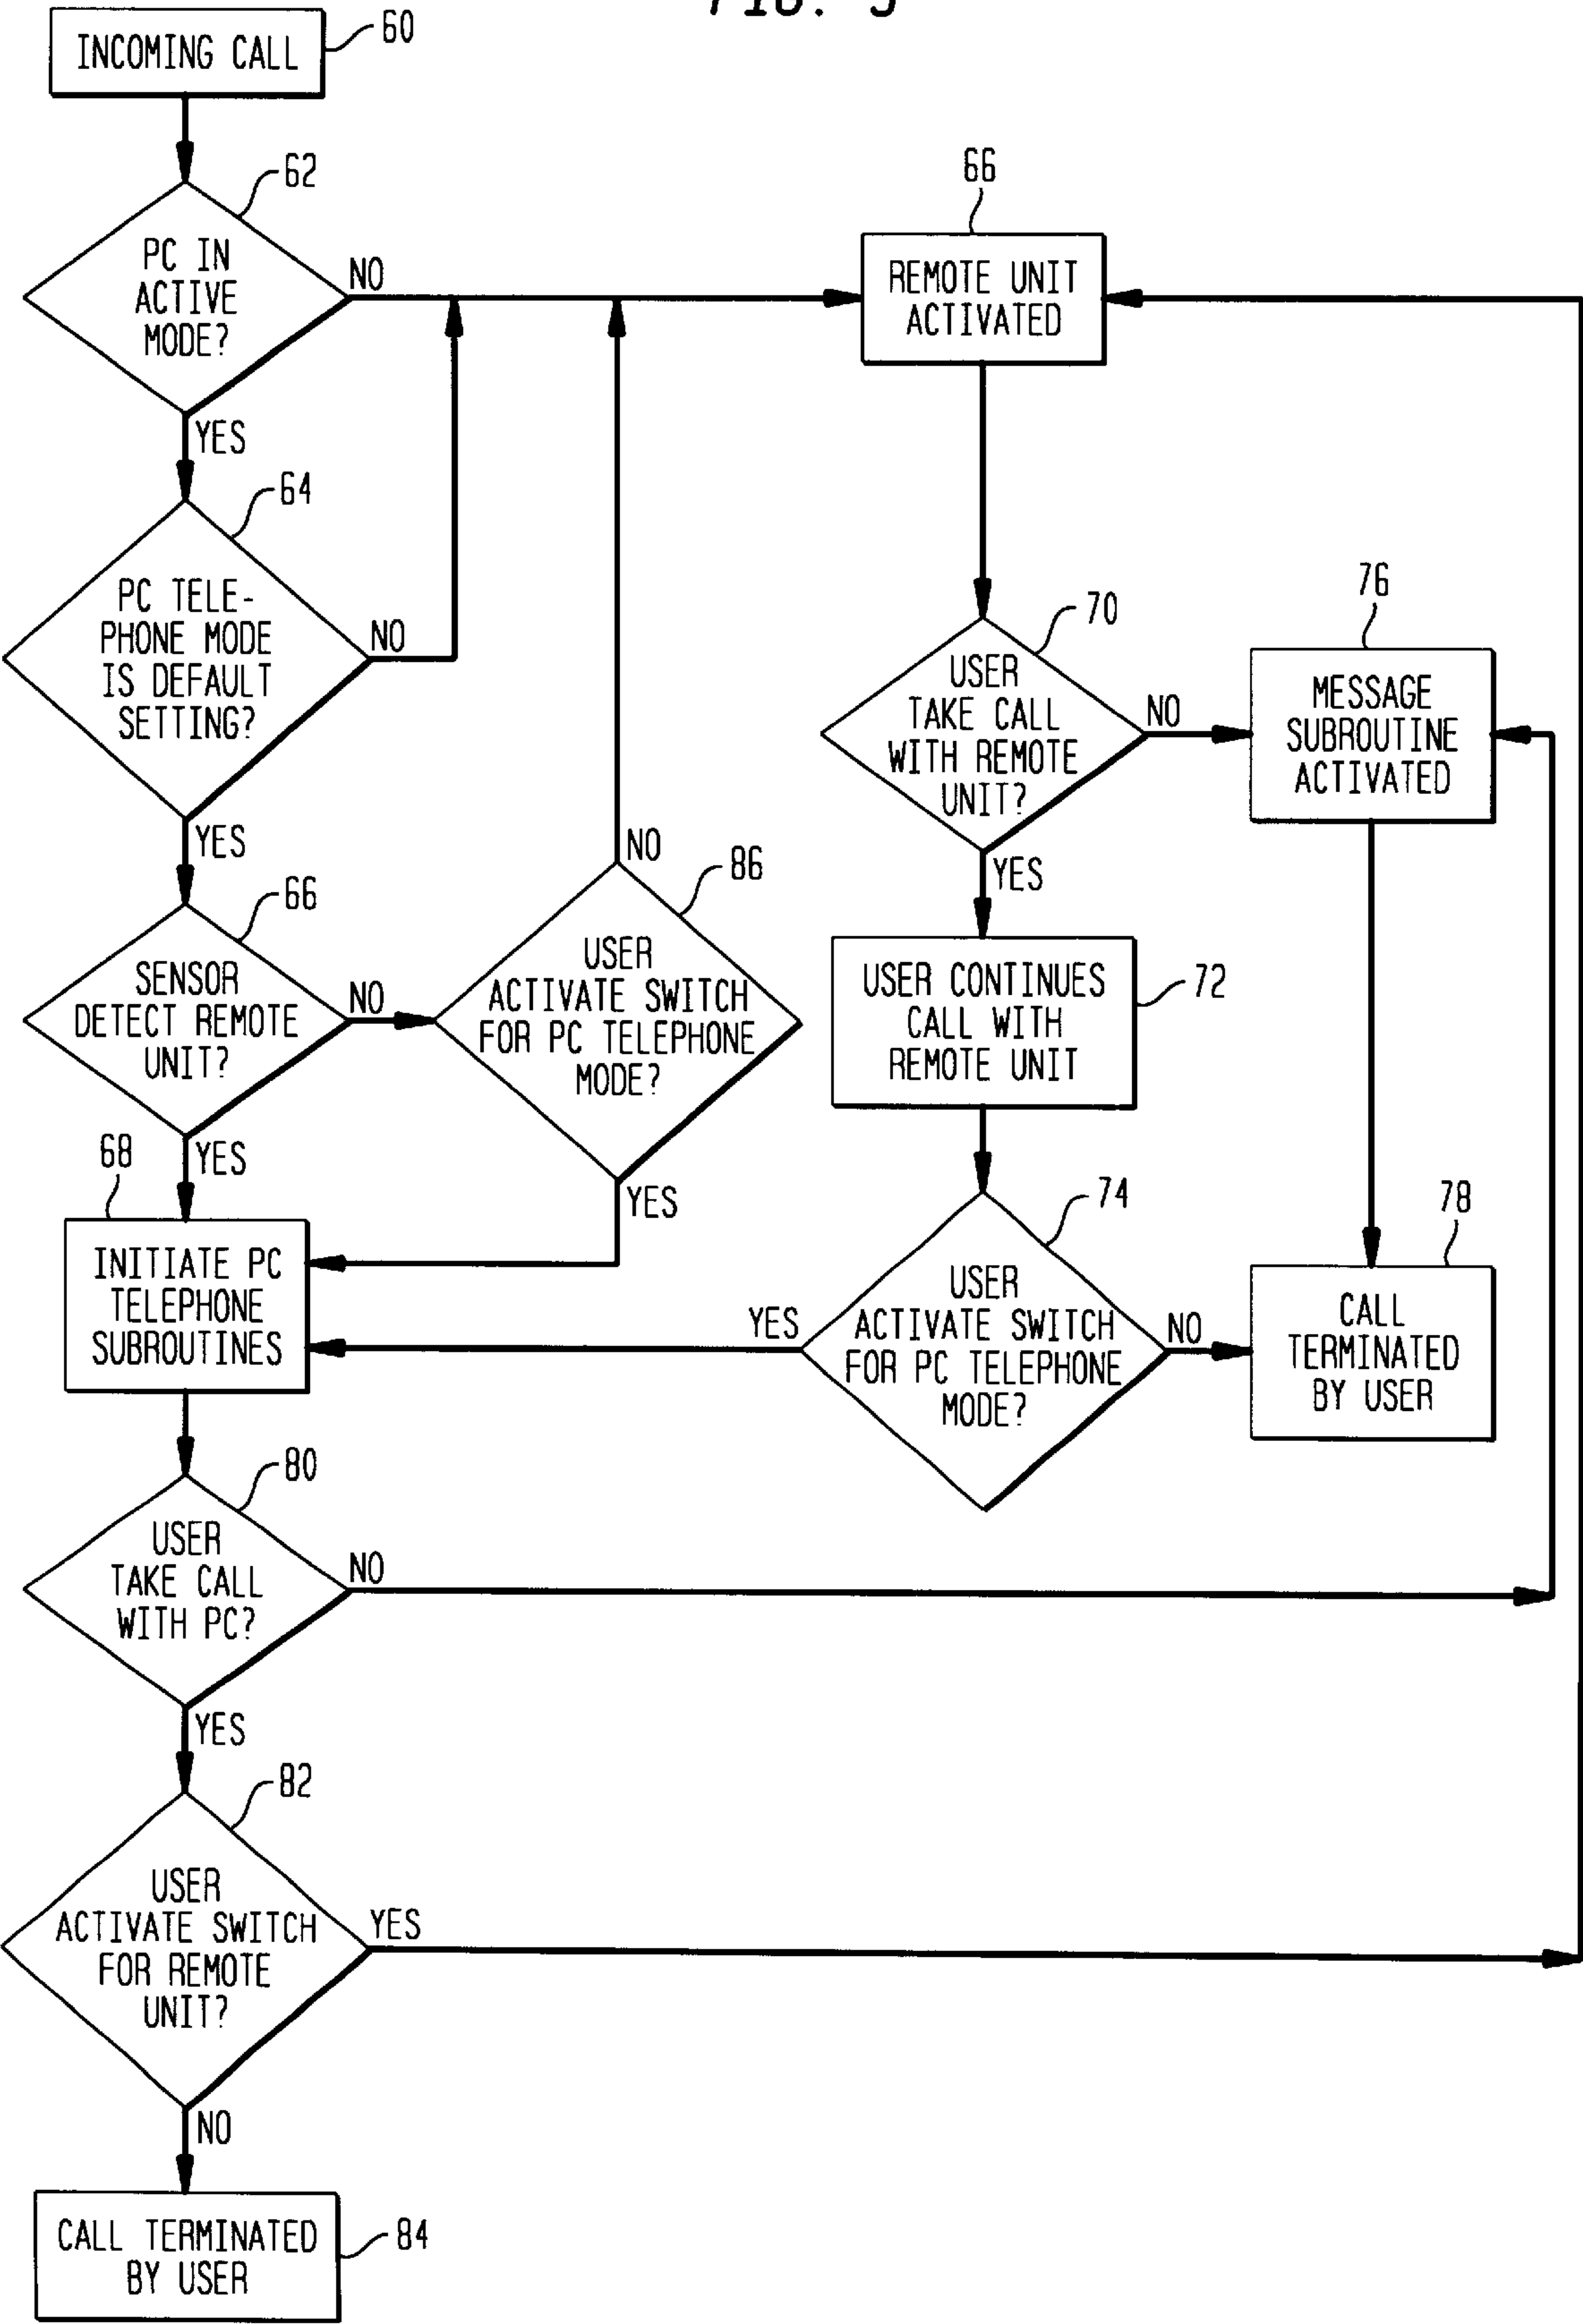 INCOMING CALL
60
62
PC IN
ACTIVE
MODE?
NO
YES
64
PC TELE-
PHONE MODE
IS DEFAULT
SETTING?
NO
YES
66
SENSOR
DETECT REMOTE
UNIT?
NO
YES
86
USER
ACTIVATE SWITCH
FOR PC TELEPHONE
MODE?
NO
YES
68
INITIATE PC
TELEPHONE
SUBROUTINES
80
USER
TAKE CALL
WITH PC?
NO
YES
82
USER
ACTIVATE SWITCH
FOR REMOTE
UNIT?
YES
NO
CALL TERMINATED
BY USER
84
66
REMOTE UNIT
ACTIVATED
70
USER
TAKE CALL
WITH REMOTE
UNIT?
NO
YES
76
MESSAGE
SUBROUTINE
ACTIVATED
USER CONTINUES
CALL WITH
REMOTE UNIT
72
74
USER
ACTIVATE SWITCH
FOR PC TELEPHONE
MODE?
YES
NO
78
CALL
TERMINATED
BY USER